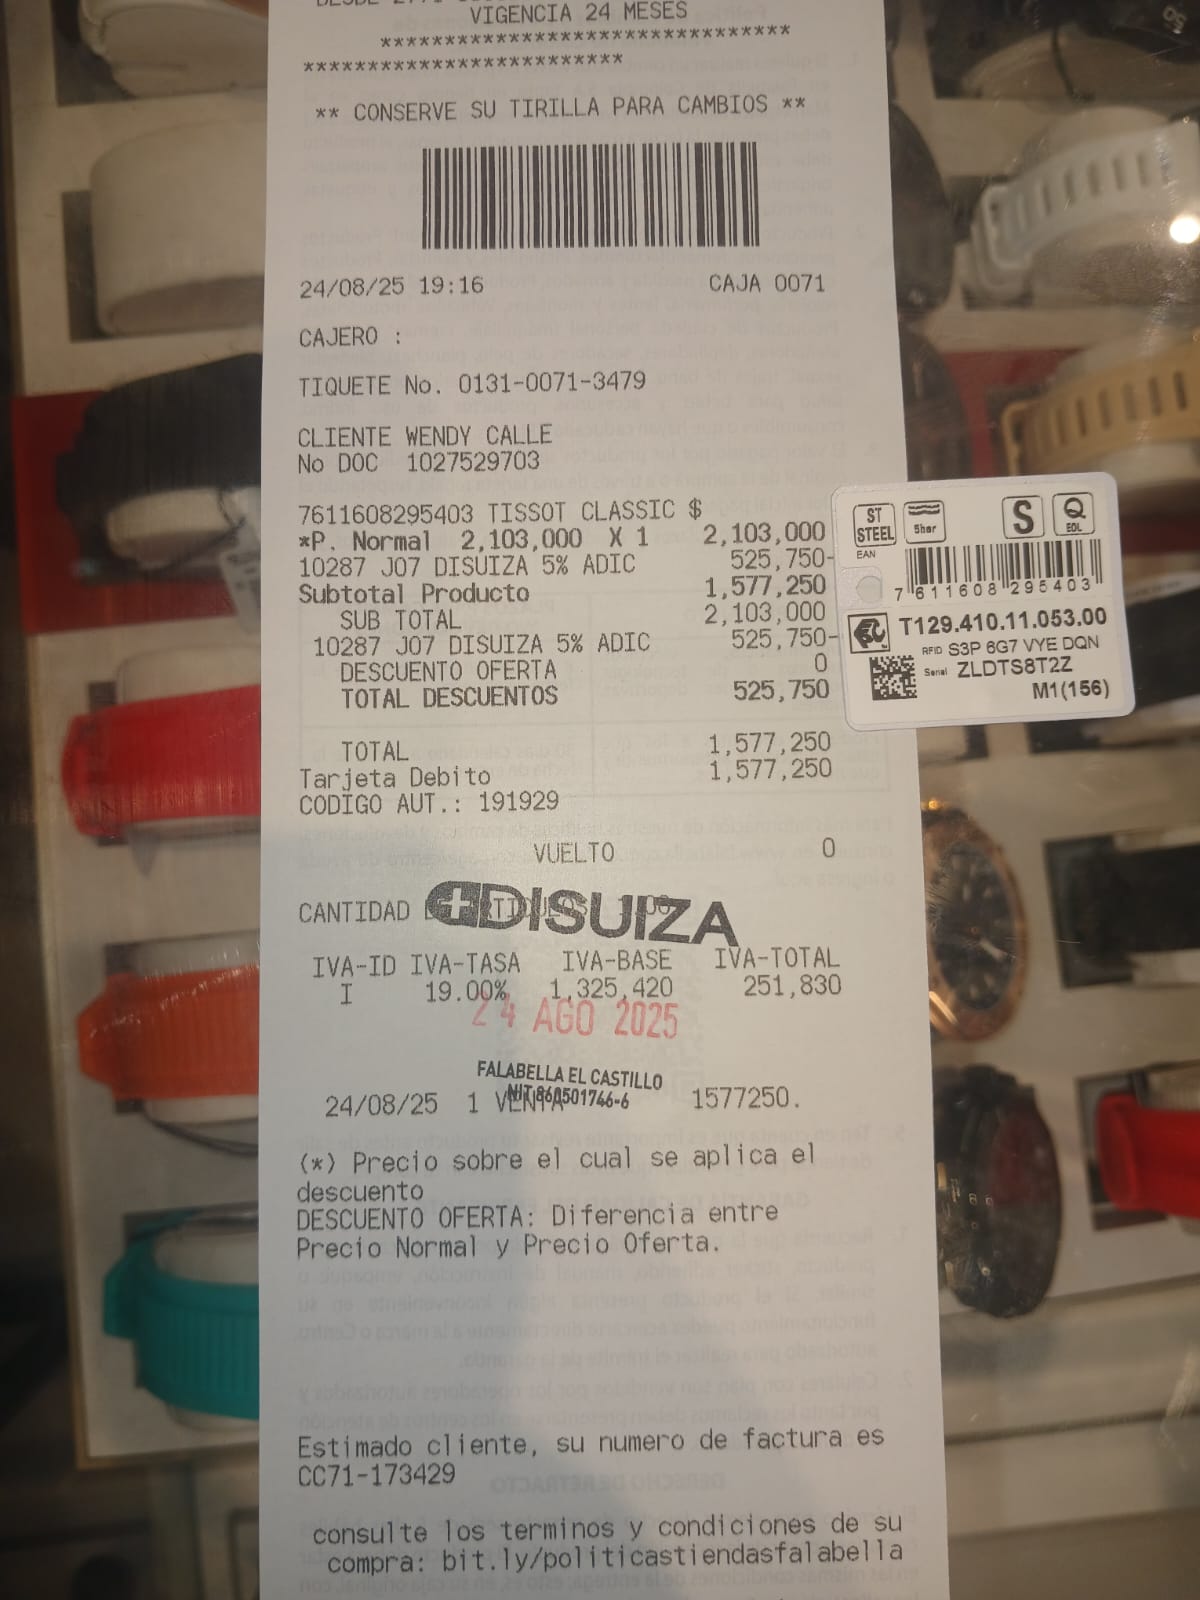 VIGENCIA 24 MESES
*******************************
*************************
** CONSERVE SU TIRILLA PARA CAMBIOS **
24/08/25 19:16 CAJA 0071
CAJERO :
TIQUETE No. 0131-0071-3479
CLIENTE WENDY CALLE
No DOC 1027529703
7611608295403 TISSOT CLASSIC $
*P. Normal 2,103,000 X 1 2,103,000
10287 J07 DISUIZA 5% ADIC 525,750-
Subtotal Producto 1,577,250
SUB TOTAL 2,103,000
10287 J07 DISUIZA 5% ADIC 525,750-
DESCUENTO OFERTA 0
TOTAL DESCUENTOS 525,750
TOTAL 1,577,250
Tarjeta Debito 1,577,250
CODIGO AUT.: 191929
VUELTO 0
CANTIDAD
DISUIZA
IVA-ID IVA-TASA IVA-BASE IVA-TOTAL
I 19.00% 1,325,420 251,830
24 AGO 2025
FALABELLA EL CASTILLO
NIT 860501746-6
24/08/25 1 VENTA 1577250.
(*) Precio sobre el cual se aplica el
descuento
DESCUENTO OFERTA: Diferencia entre
Precio Normal y Precio Oferta.
Estimado cliente, su numero de factura es
CC71-173429
consulte los terminos y condiciones de su
compra: bit.ly/politicastiendasfalabella
ST STEEL 5bar S Q EOL
EAN
7 611608 295403
T129.410.11.053.00
RFID S3P 6G7 VYE DQN
Serial ZLDTS8T2Z
M1(156)